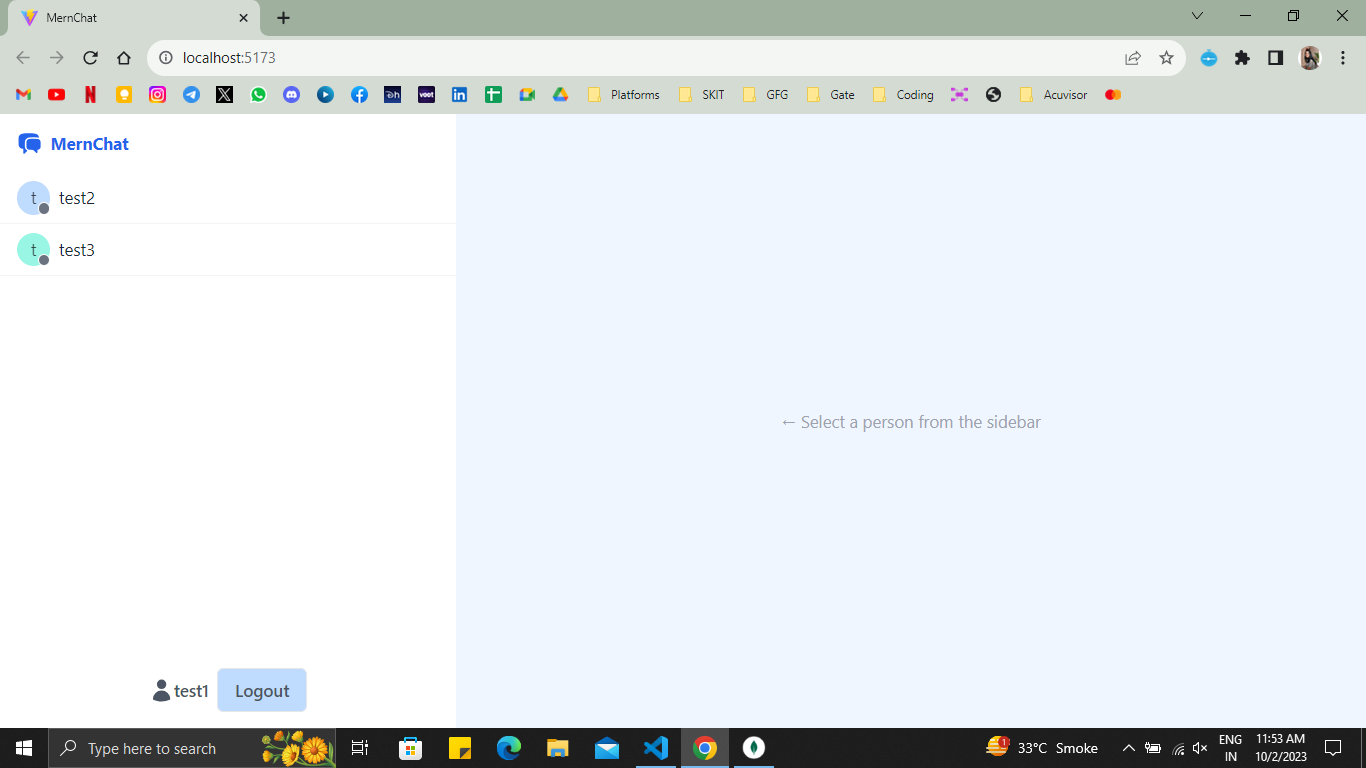 MernChat
localhost:5173
Platforms SKIT GFG Gate Coding Acuvisor
MernChat
t test2
t test3
← Select a person from the sidebar
test1 Logout
Type here to search
1 33°C Smoke
ENG
IN
11:53 AM
10/2/2023